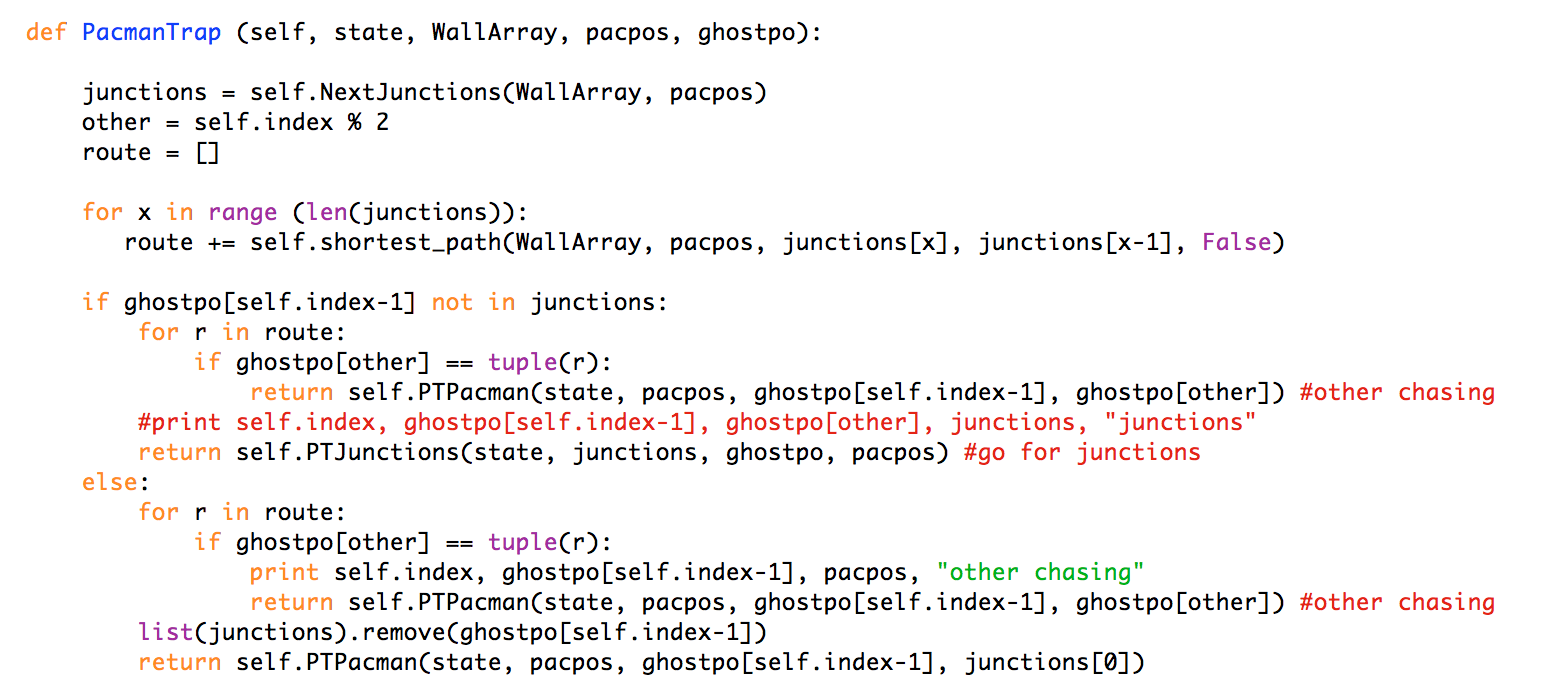 def PacmanTrap (self, state, WallArray, pacpos, ghostpo):

    junctions = self.NextJunctions(WallArray, pacpos)
    other = self.index % 2
    route = []

    for x in range (len(junctions)):
       route += self.shortest_path(WallArray, pacpos, junctions[x], junctions[x-1], False)

    if ghostpo[self.index-1] not in junctions:
        for r in route:
            if ghostpo[other] == tuple(r):
                return self.PTPacman(state, pacpos, ghostpo[self.index-1], ghostpo[other]) #other chasing
        #print self.index, ghostpo[self.index-1], ghostpo[other], junctions, "junctions"
        return self.PTJunctions(state, junctions, ghostpo, pacpos) #go for junctions
    else:
        for r in route:
            if ghostpo[other] == tuple(r):
                print self.index, ghostpo[self.index-1], pacpos, "other chasing"
                return self.PTPacman(state, pacpos, ghostpo[self.index-1], ghostpo[other]) #other chasing
        list(junctions).remove(ghostpo[self.index-1])
        return self.PTPacman(state, pacpos, ghostpo[self.index-1], junctions[0])